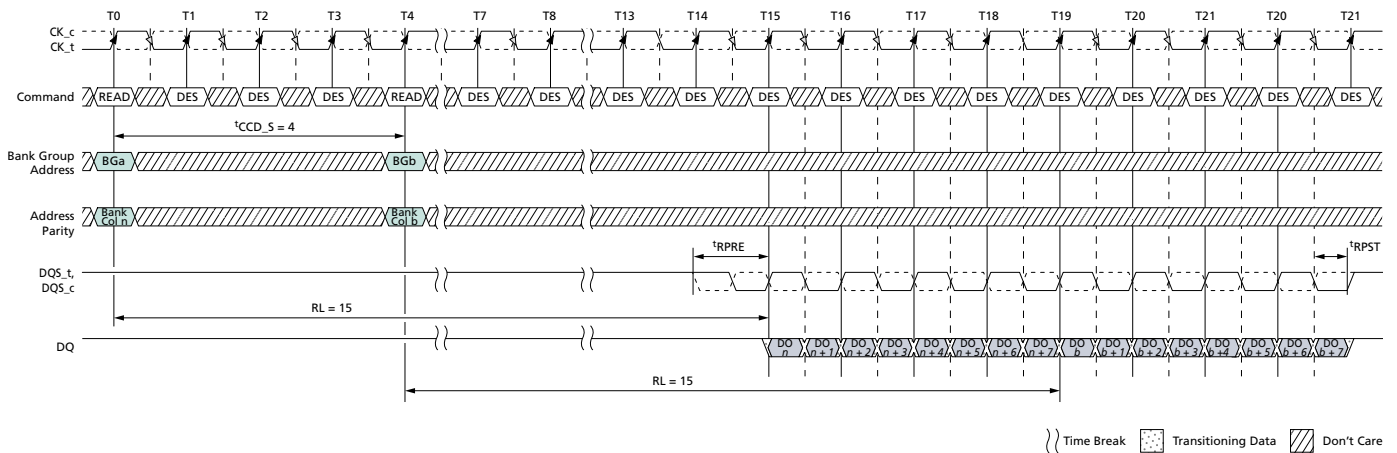 T0 T1 T2 T3 T4 T7 T8 T13 T14 T15 T16 T17 T18 T19 T20 T21 T20 T21
CK_c
CK_t
Command READ DES DES DES READ DES DES DES DES DES DES DES DES DES DES DES DES DES
tCCD_S = 4
Bank Group
Address
BGa BGb
Address
Parity
Bank
Col n
Bank
Col b
tRPRE tRPST
DQS_t,
DQS_c
RL = 15
DQ
DO
n
DO
n + 1
DO
n + 2
DO
n + 3
DO
n + 4
DO
n + 5
DO
n + 6
DO
n + 7
DO
b
DO
b + 1
DO
b + 2
DO
b + 3
DO
b + 4
DO
b + 5
DO
b + 6
DO
b + 7
RL = 15
Time Break Transitioning Data Don't Care